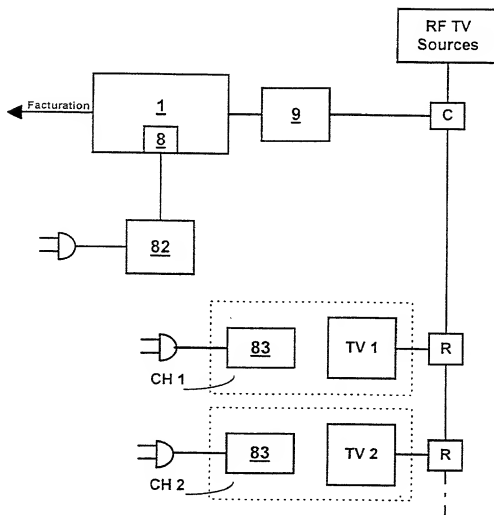 RF TV
Sources
Facturation
1
9
C
8
82
83
TV 1
R
CH 1
83
TV 2
R
CH 2